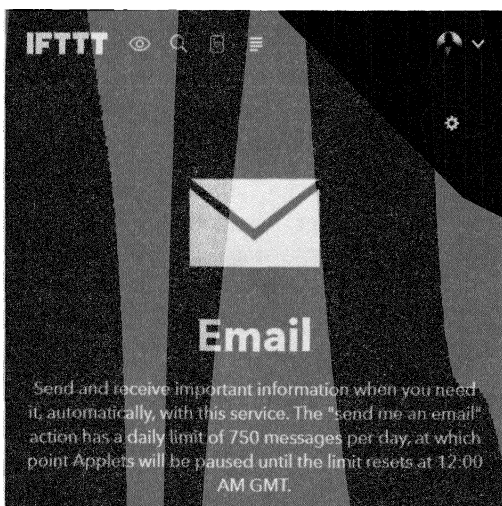 IFTTT
Email
Send and receive important information when you need
it, automatically, with this service. The "send me an email"
action has a daily limit of 750 messages per day, at which
point Applets will be paused until the limit resets at 12:00
AM GMT.